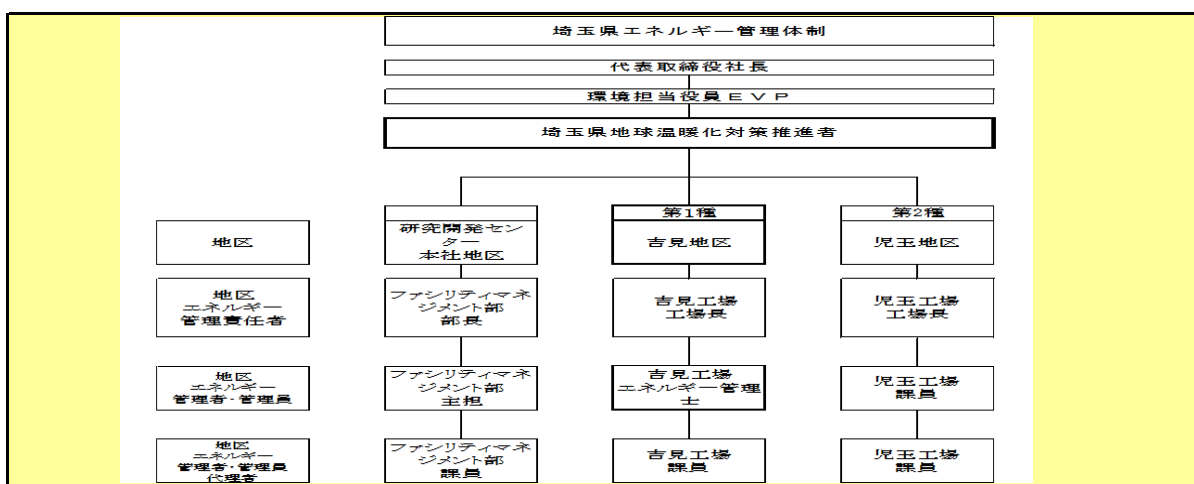 埼玉県エネルギー管理体制
代表取締役社長
環境担当役員ＥＶＰ
埼玉県地球温暖化対策推進者
第1種
第2種
地区
研究開発セン
ター
本社地区
吉見地区
児玉地区
地区
エネルギー
管理責任者
ファシリティマネ
ジメント部
部長
吉見工場
工場長
児玉工場
工場長
地区
エネルギー
管理者・管理員
ファシリティマネ
ジメント部
主担
吉見工場
エネルギー管理
士
児玉工場
課員
地区
エネルギー
管理者・管理員
代理者
ファシリティマネ
ジメント部
課員
吉見工場
課員
児玉工場
課員